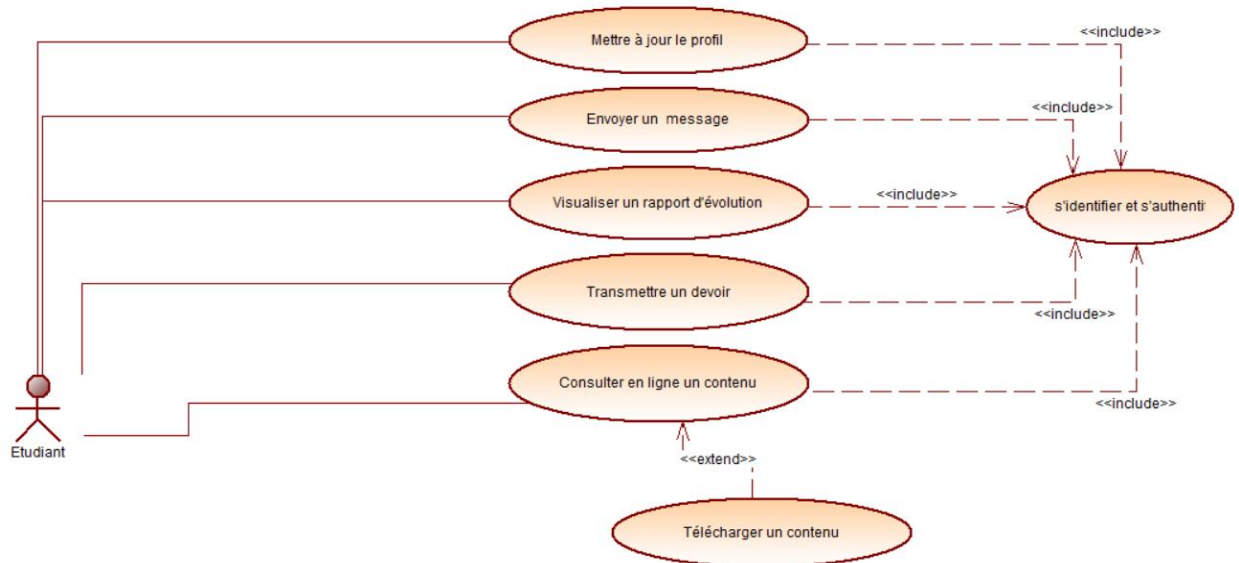 Mettre à jour le profil
<<include>>
Envoyer un message
<<include>>
Visualiser un rapport d'évolution
<<include>>
s'identifier et s'authenti
Transmettre un devoir
<<include>>
Consulter en ligne un contenu
<<include>>
Etudiant
<<extend>>
Télécharger un contenu